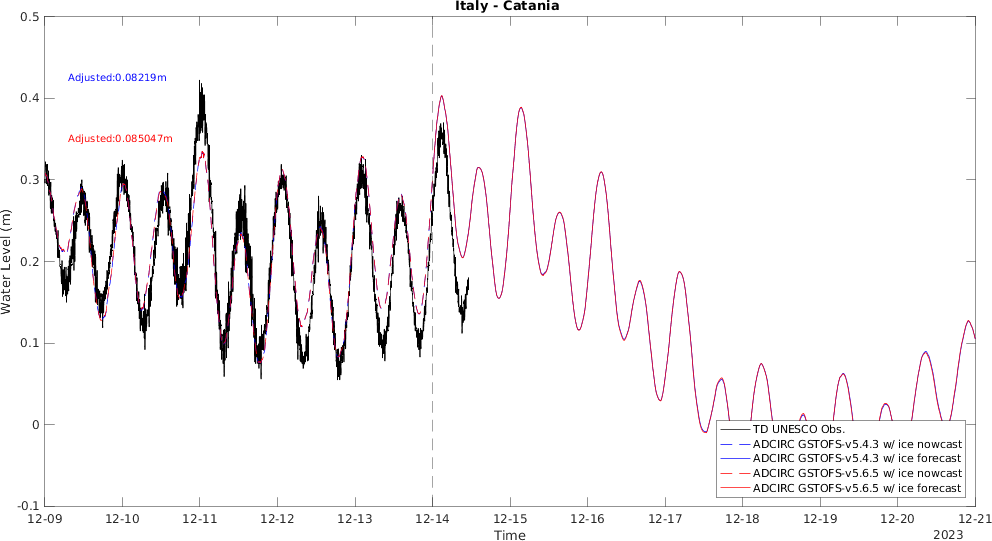 Italy - Catania
0.5
0.4
0.3
0.2
0.1
0
-0.1
Water Level (m)
Adjusted:0.08219m
Adjusted:0.085047m
TD UNESCO Obs.
ADCIRC GSTOFS-v5.4.3 w/ ice nowcast
ADCIRC GSTOFS-v5.4.3 w/ ice forecast
ADCIRC GSTOFS-v5.6.5 w/ ice nowcast
ADCIRC GSTOFS-v5.6.5 w/ ice forecast
12-09 12-10 12-11 12-12 12-13 12-14 12-15 12-16 12-17 12-18 12-19 12-20 12-21
Time
2023